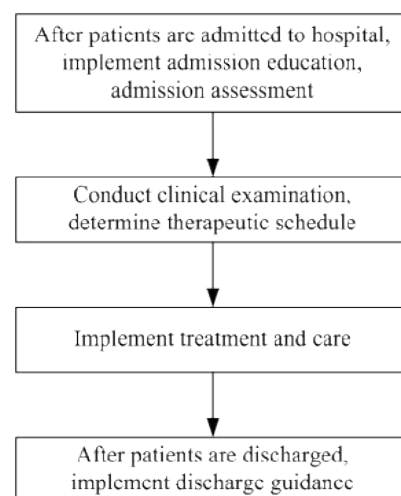 After patients are admitted to hospital,
implement admission education,
admission assessment
Conduct clinical examination,
determine therapeutic schedule
Implement treatment and care
After patients are discharged,
implement discharge guidance